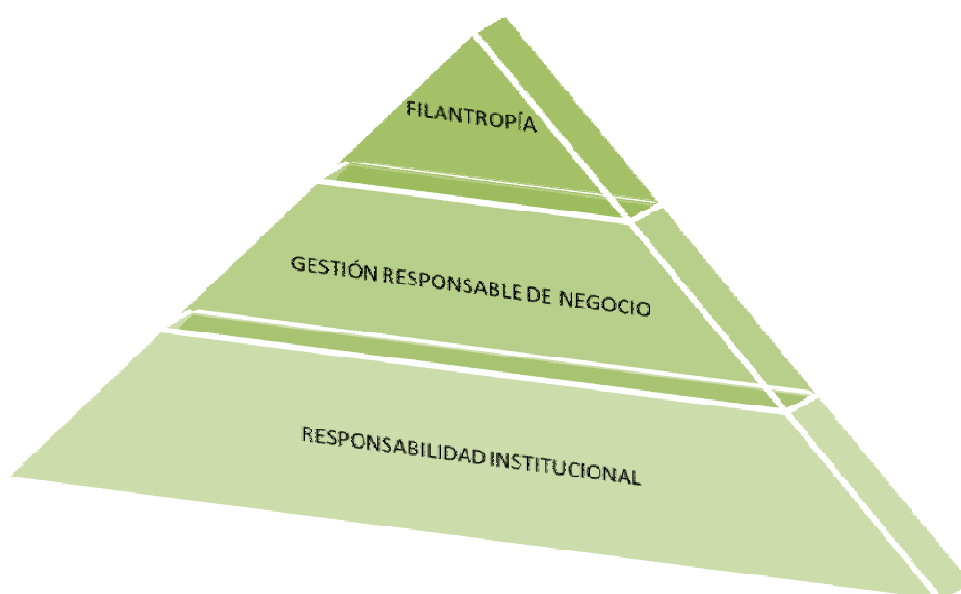 FILANTROPÍA
GESTIÓN RESPONSABLE DE NEGOCIO
RESPONSABILIDAD INSTITUCIONAL